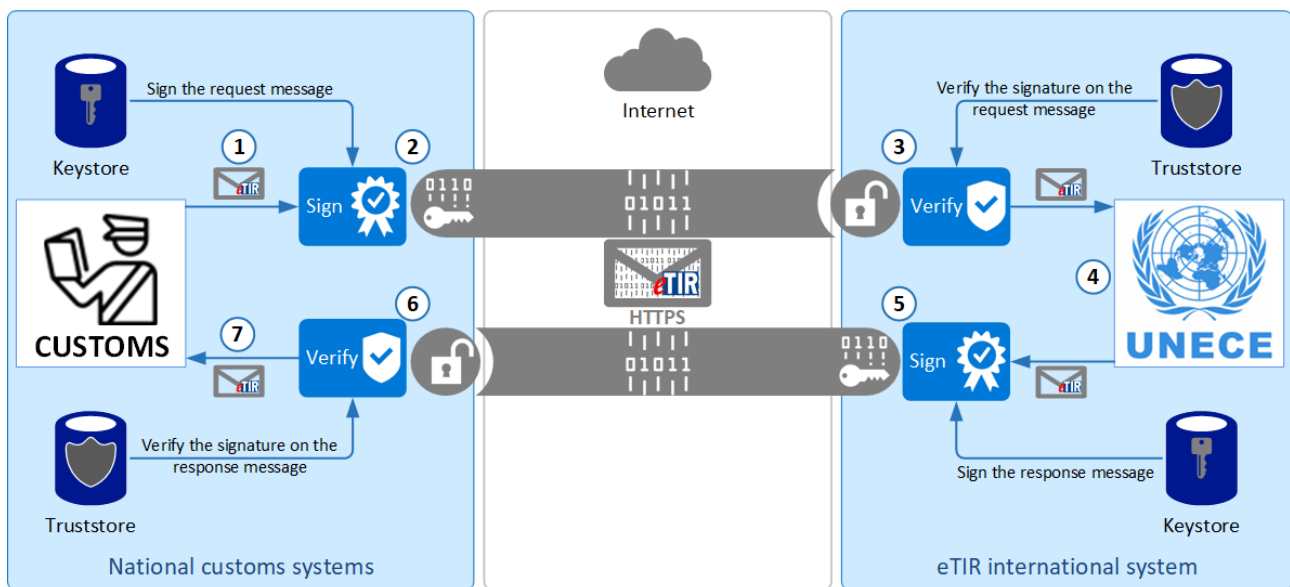 Keystore
Sign the request message
1
eTIR
2
Sign
CUSTOMS
0110
Internet
01011
HTTPS
eTIR
3
Verify
Verify the signature on the
request message
Truststore
eTIR
4
UNECE
7
eTIR
6
Verify
Verify the signature on the
response message
Truststore
01011
5
0110
Sign
eTIR
Sign the response message
Keystore
National customs systems
eTIR international system